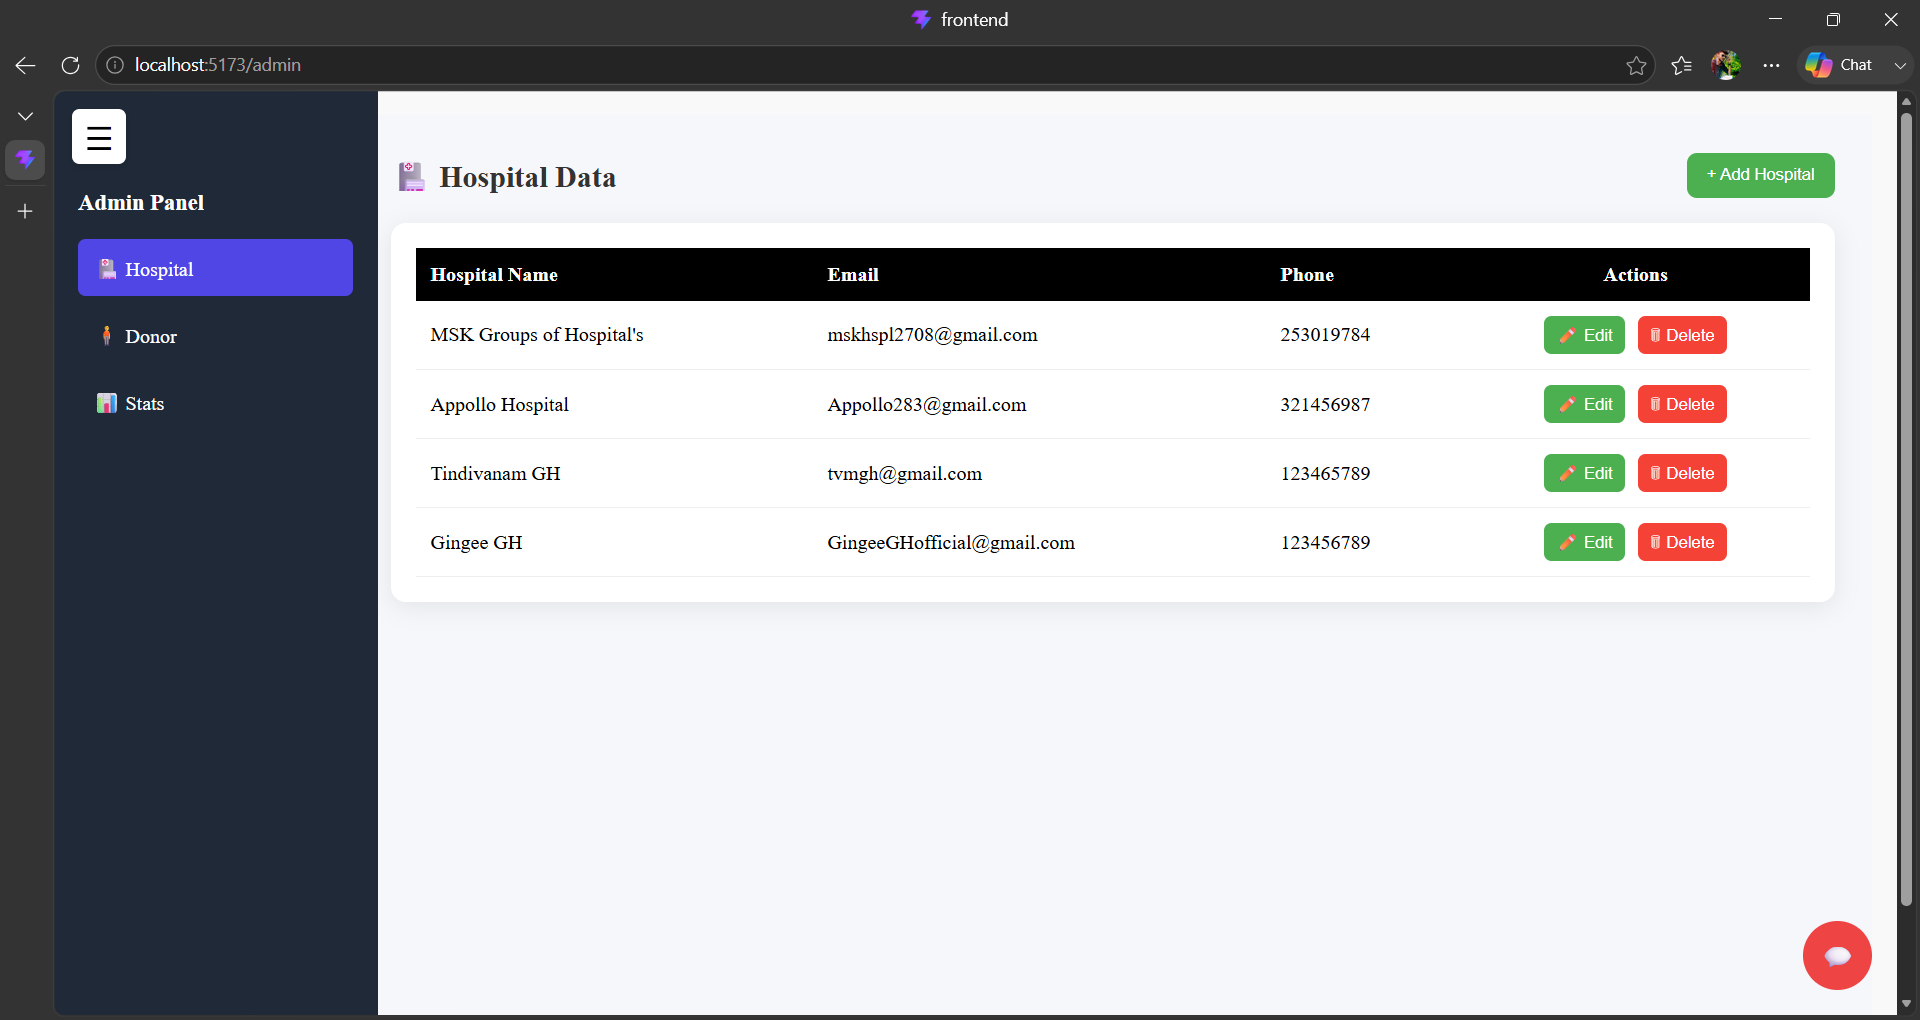 frontend
localhost:5173/admin
Chat
Admin Panel
Hospital
Donor
Stats
Hospital Data
+ Add Hospital
Hospital Name Email Phone Actions
MSK Groups of Hospital's mskhspl2708@gmail.com 253019784 Edit Delete
Appollo Hospital Appollo283@gmail.com 321456987 Edit Delete
Tindivanam GH tvmgh@gmail.com 123465789 Edit Delete
Gingee GH GingeeGHofficial@gmail.com 123456789 Edit Delete